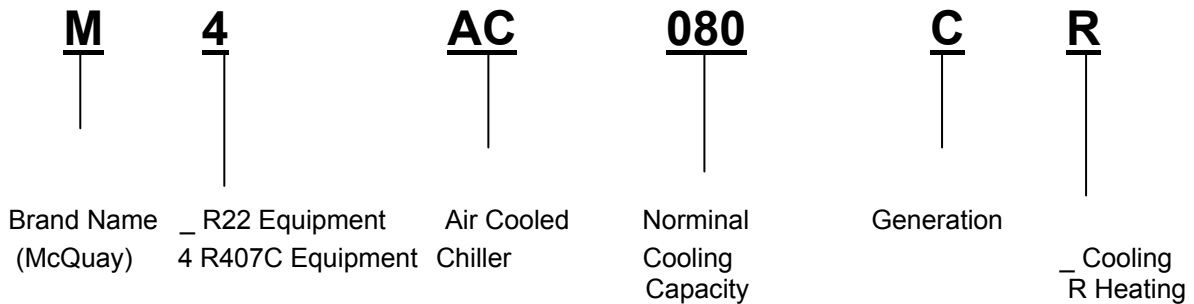 M 4 AC 080 C R
Brand Name _ R22 Equipment Air Cooled Norminal Generation
(McQuay) 4 R407C Equipment Chiller Cooling _ Cooling
Capacity R Heating